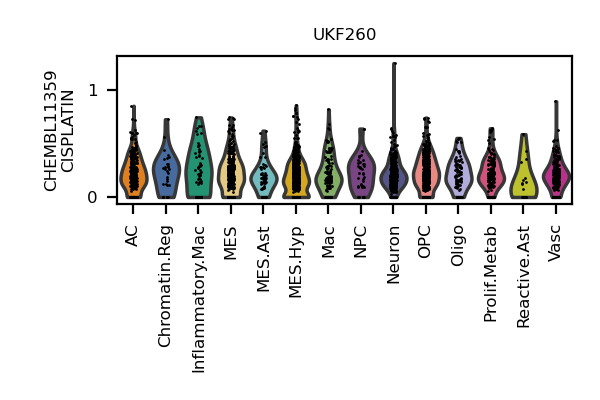 UKF260
CHEMBL11359
CISPLATIN
1
0
AC
Chromatin.Reg
Inflammatory.Mac
MES
MES.Ast
MES.Hyp
Mac
NPC
Neuron
OPC
Oligo
Prolif.Metab
Reactive.Ast
Vasc